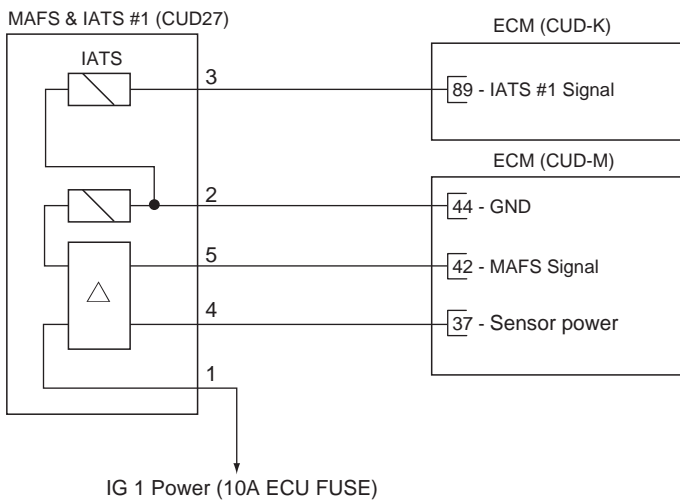 MAFS & IATS #1 (CUD27)
ECM (CUD-K)
IATS
3
89 - IATS #1 Signal
ECM (CUD-M)
2
44 - GND
5
42 - MAFS Signal
4
37 - Sensor power
1
IG 1 Power (10A ECU FUSE)